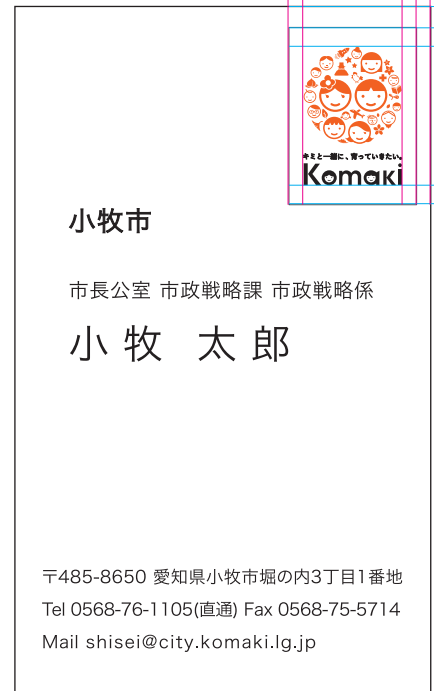 キミと一緒に、育っていきたい。
Komaki
小牧市
市長公室 市政戦略課 市政戦略係
小牧 太郎
〒485-8650 愛知県小牧市堀の内3丁目1番地
Tel 0568-76-1105(直通) Fax 0568-75-5714
Mail shisei@city.komaki.lg.jp